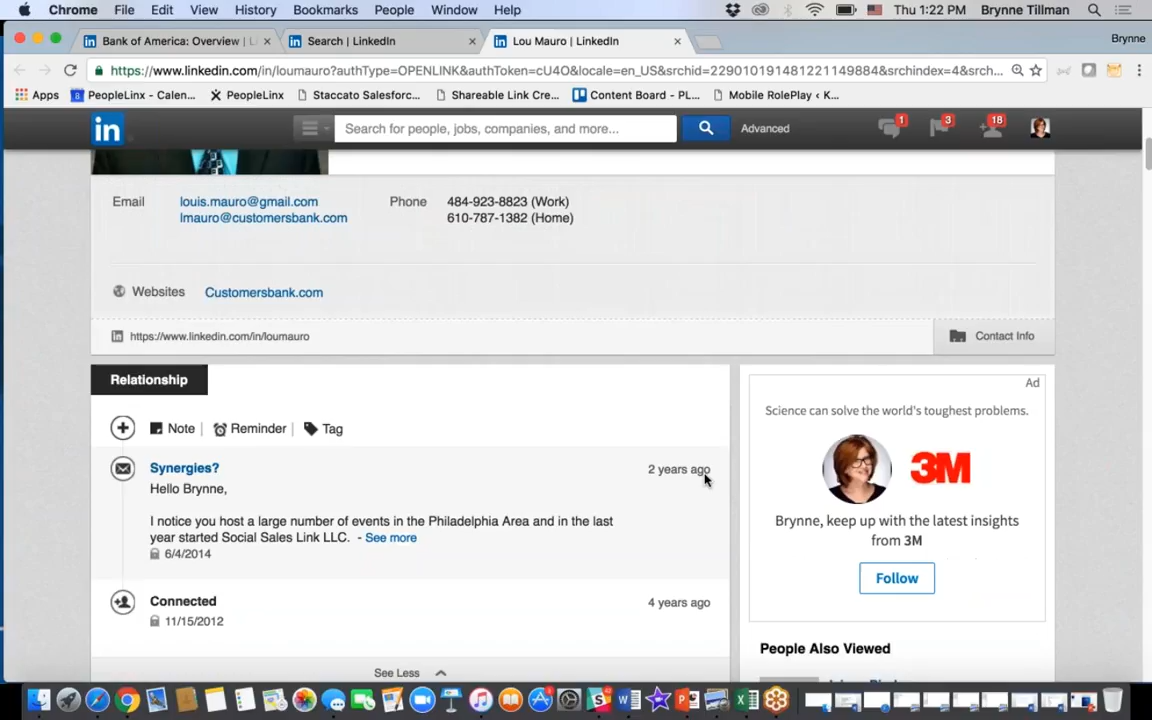 Chrome File Edit View History Bookmarks People Window Help Thu 1:22 PM Brynne Tillman
Bank of America: Overview | Search | LinkedIn Lou Mauro | LinkedIn Brynne
https://www.linkedin.com/in/loumauro?authType=OPENLINK&authToken=cU4O&locale=en_US&srchid=229010191481221149884&srchindex=4&srch...
Apps PeopleLinx - Calen... PeopleLinx Staccato Salesforc... Shareable Link Cre... Content Board - PL... Mobile RolePlay < K...
in Search for people, jobs, companies, and more... Advanced 1 3 18
Email louis.mauro@gmail.com Phone 484-923-8823 (Work)
lmauro@customersbank.com 610-787-1382 (Home)
Websites Customersbank.com
https://www.linkedin.com/in/loumauro Contact Info
Relationship
Note | Reminder | Tag
Synergies? 2 years ago
Hello Brynne,
I notice you host a large number of events in the Philadelphia Area and in the last
year started Social Sales Link LLC. - See more
6/4/2014
Connected 4 years ago
11/15/2012
See Less
Ad
Science can solve the world's toughest problems.
3M
Brynne, keep up with the latest insights
from 3M
Follow
People Also Viewed